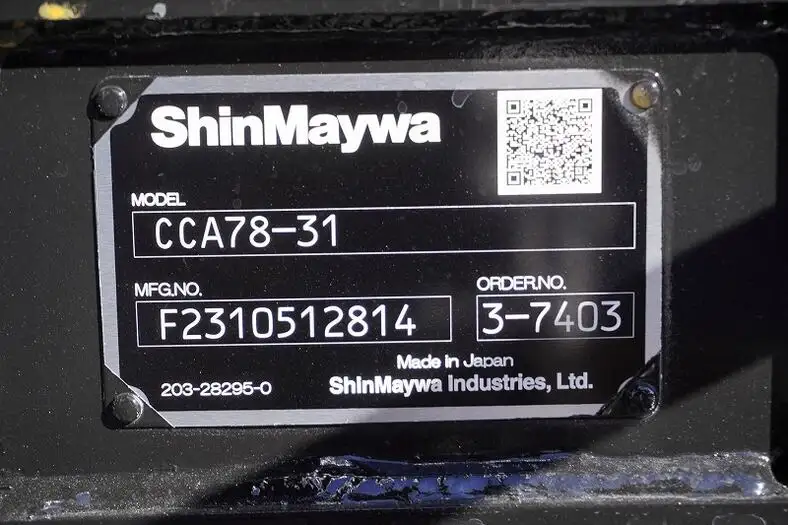 ShinMaywa
MODEL
CCA78-31
MFG.NO.
F2310512814
ORDER.NO.
3-7403
Made in Japan
203-28295-0
ShinMaywa Industries, Ltd.